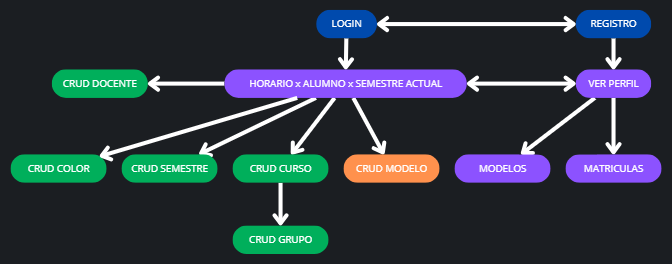 LOGIN
REGISTRO
CRUD DOCENTE
HORARIO x ALUMNO x SEMESTRE ACTUAL
VER PERFIL
CRUD COLOR
CRUD SEMESTRE
CRUD CURSO
CRUD MODELO
MODELOS
MATRICULAS
CRUD GRUPO